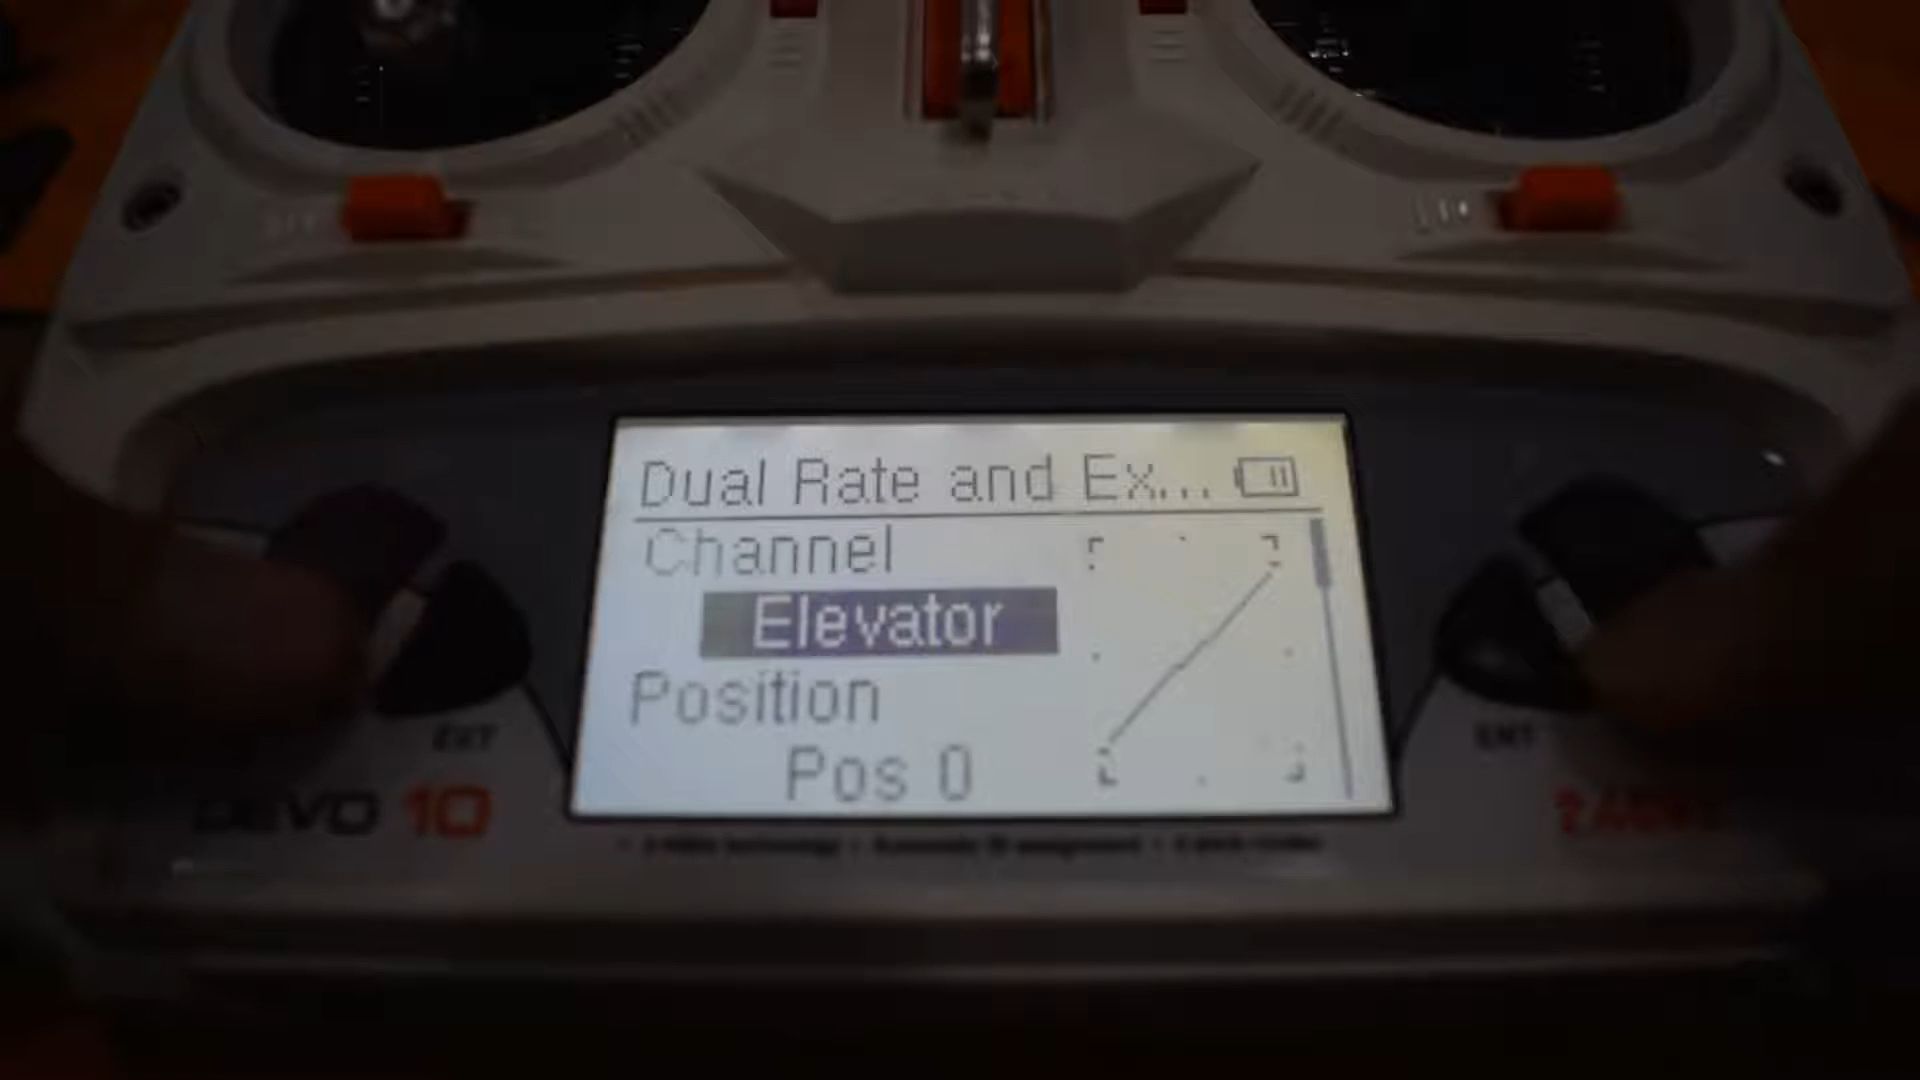 Dual Rate and Ex...
Channel
Elevator
Position
Pos 0
EXT
ENT
DEVO 10